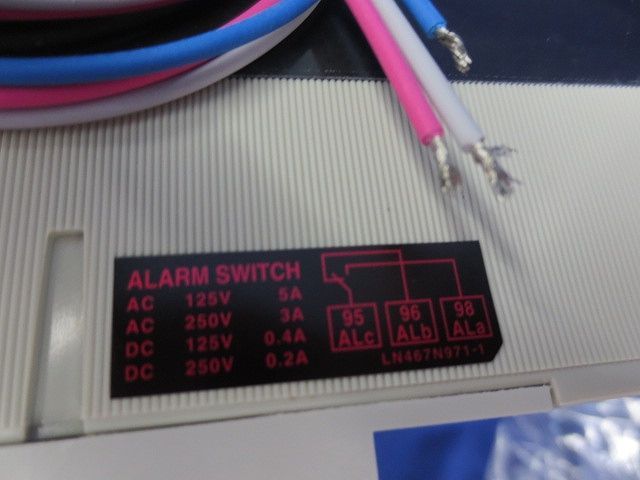 ALARM SWITCH
AC 125V 5A
AC 250V 3A
DC 125V 0.4A
DC 250V 0.2A
95 96 98
ALc ALb ALa
LN467N971-1